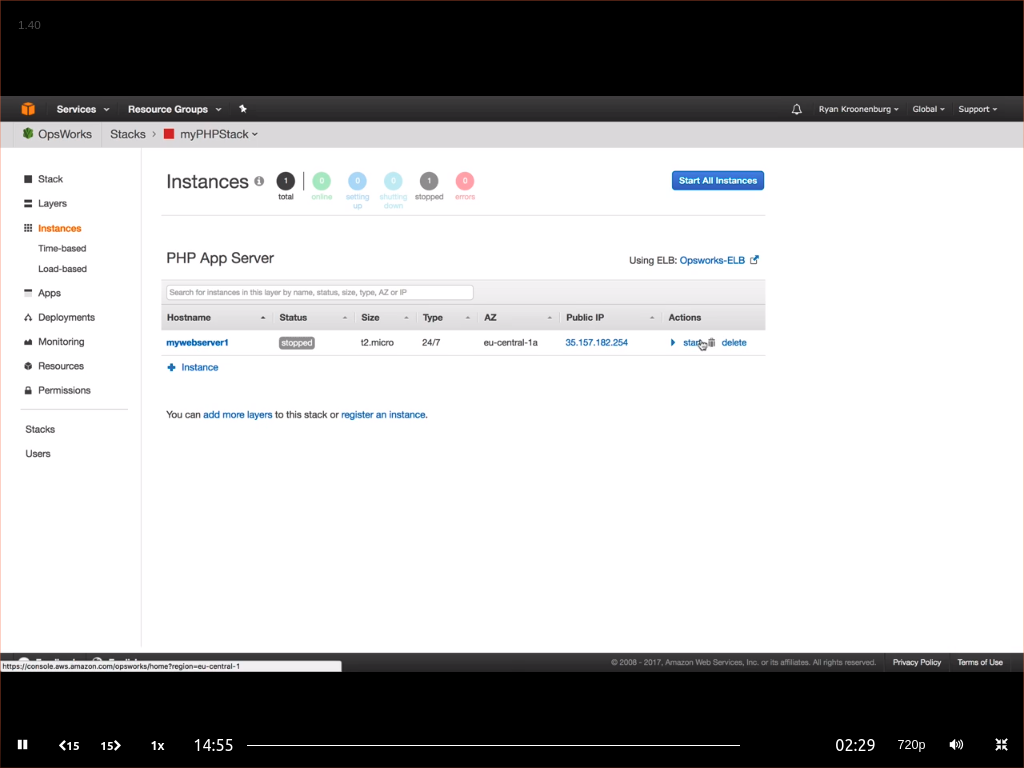 1.40
Services Resource Groups Ryan Kroonenburg Global Support
OpsWorks Stacks myPHPStack
Stack
Layers
Instances
Time-based
Load-based
Apps
Deployments
Monitoring
Resources
Permissions
Stacks
Users
Instances 1 0 0 0 1 0 Start All Instances
total online setting up shutting down stopped errors
PHP App Server Using ELB: Opsworks-ELB
Search for instances in this layer by name, status, size, type, AZ or IP
Hostname Status Size Type AZ Public IP Actions
mywebserver1 stopped t2.micro 24/7 eu-central-1a 35.157.182.254 start delete
Instance
You can add more layers to this stack or register an instance.
© 2008 - 2017, Amazon Web Services, Inc. or its affiliates. All rights reserved. Privacy Policy Terms of Use
https://console.aws.amazon.com/opsworks/home?region=eu-central-1
15 15 1x 14:55 02:29 720p